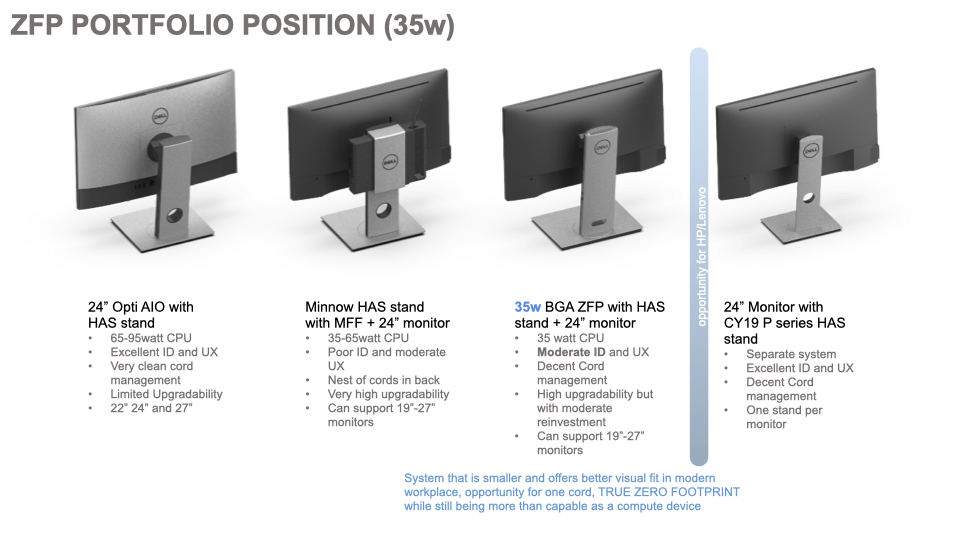 ZFP PORTFOLIO POSITION (35w)
DELL
DELL
DELL
DELL
24” Opti AIO with
HAS stand
• 65-95watt CPU
• Excellent ID and UX
• Very clean cord
management
• Limited Upgradability
• 22” 24” and 27”
Minnow HAS stand
with MFF + 24” monitor
• 35-65watt CPU
• Poor ID and moderate
UX
• Nest of cords in back
• Very high upgradability
• Can support 19”-27”
monitors
35w BGA ZFP with HAS
stand + 24” monitor
• 35 watt CPU
• Moderate ID and UX
• Decent Cord
management
• High upgradability but
with moderate
reinvestment
• Can support 19”-27”
monitors
opportunity for HP/Lenovo
24” Monitor with
CY19 P series HAS
stand
• Separate system
• Excellent ID and UX
• Decent Cord
management
• One stand per
monitor
System that is smaller and offers better visual fit in modern
workplace, opportunity for one cord, TRUE ZERO FOOTPRINT
while still being more than capable as a compute device